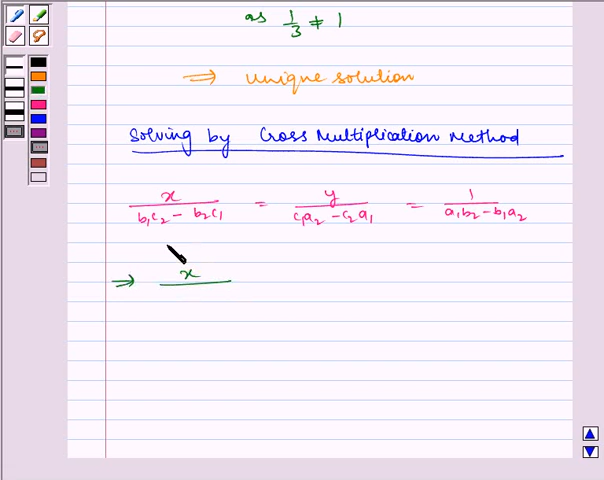 as 1/3 ≠ 1
⇒ unique solution
Solving by Cross Multiplication Method
x/(b₁c₂ - b₂c₁) = y/(c₁a₂ - c₂a₁) = 1/(a₁b₂ - b₁a₂)
⇒ x